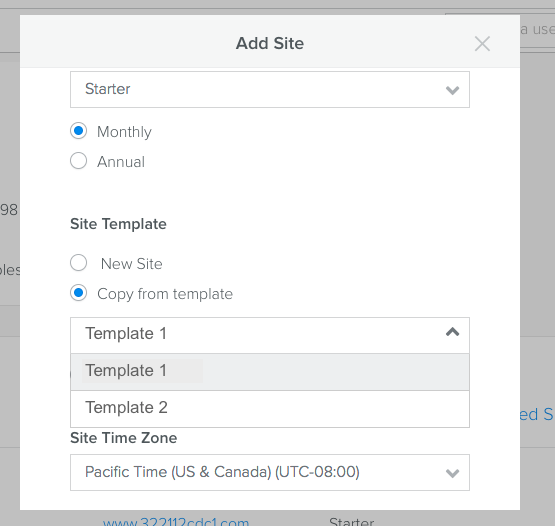 a use
Add Site
Starter
Monthly
Annual
98
Site Template
New Site
ples
Copy from template
Template 1
Template 1
Template 2
ed S
Site Time Zone
Pacific Time (US & Canada) (UTC-08:00)
www.322112cdc1.com Starter